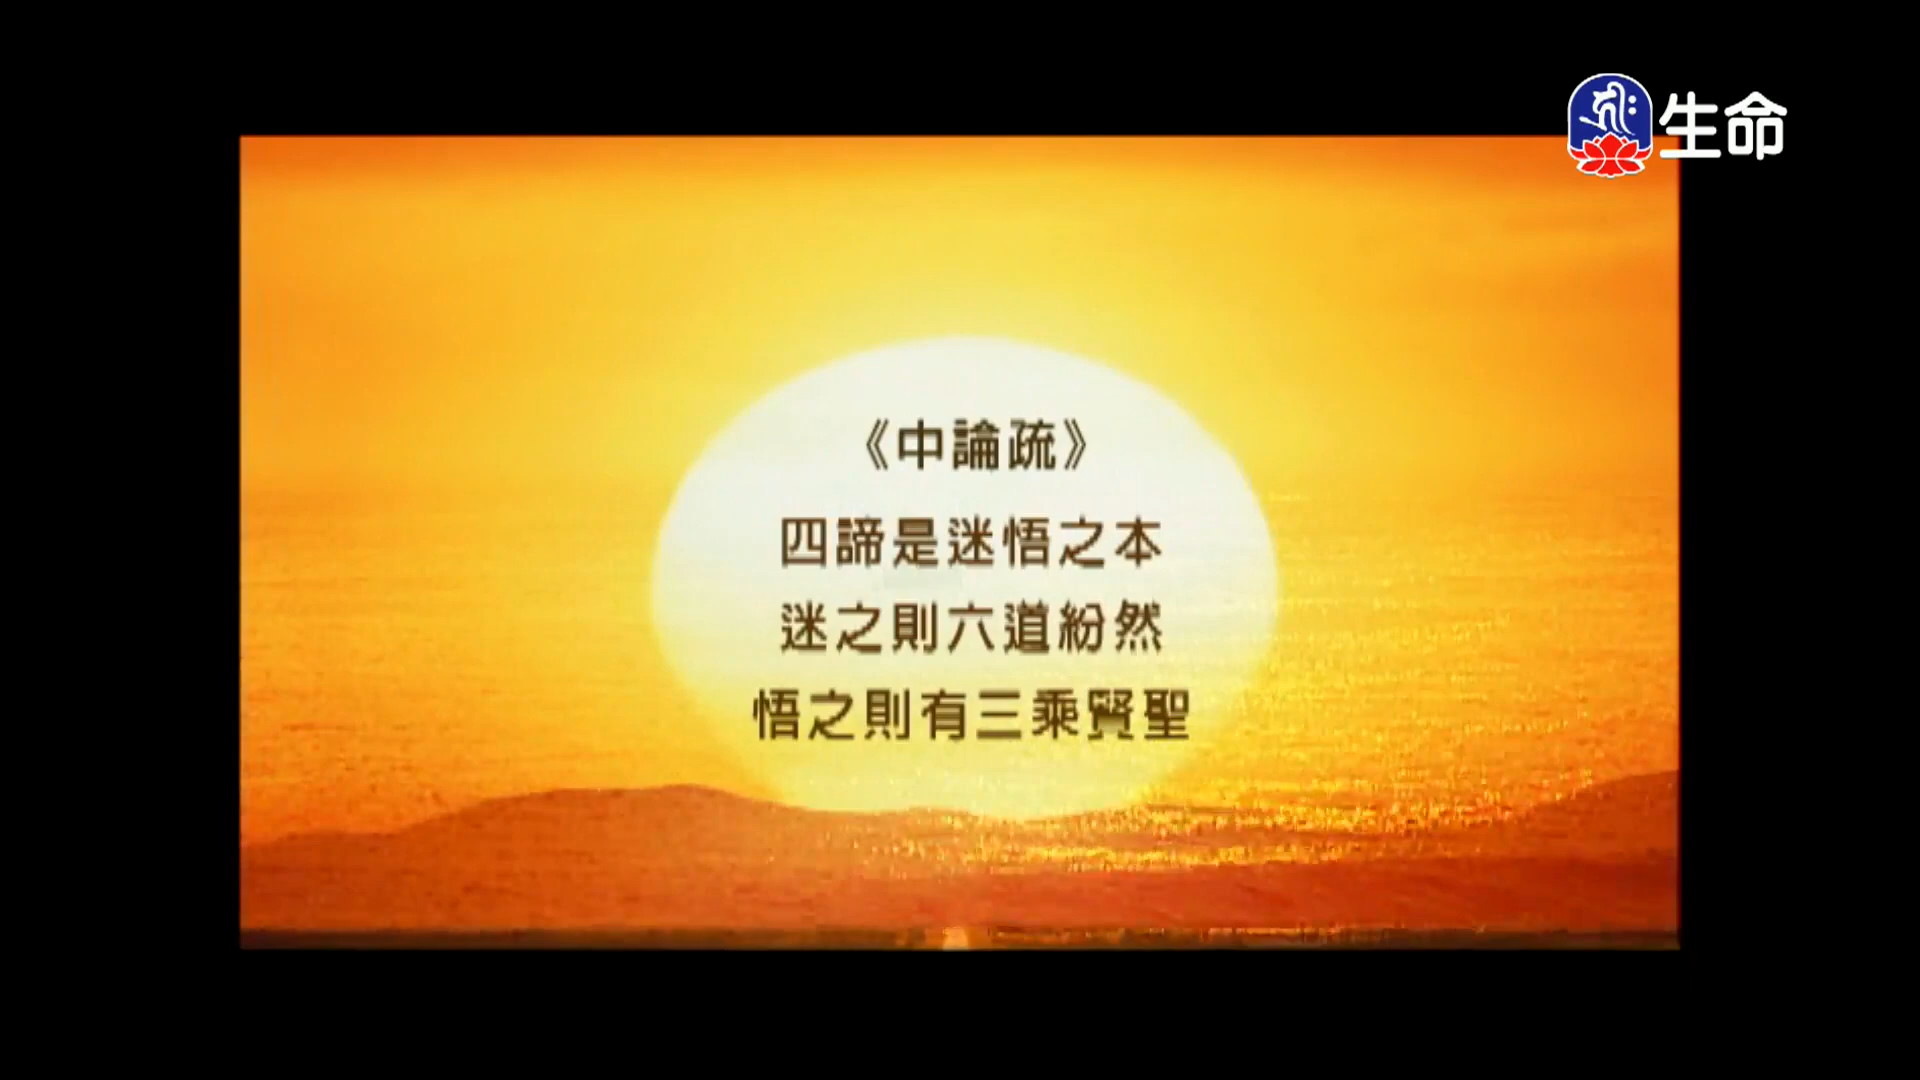 生命
《中論疏》
四諦是迷悟之本
迷之則六道紛然
悟之則有三乘賢聖